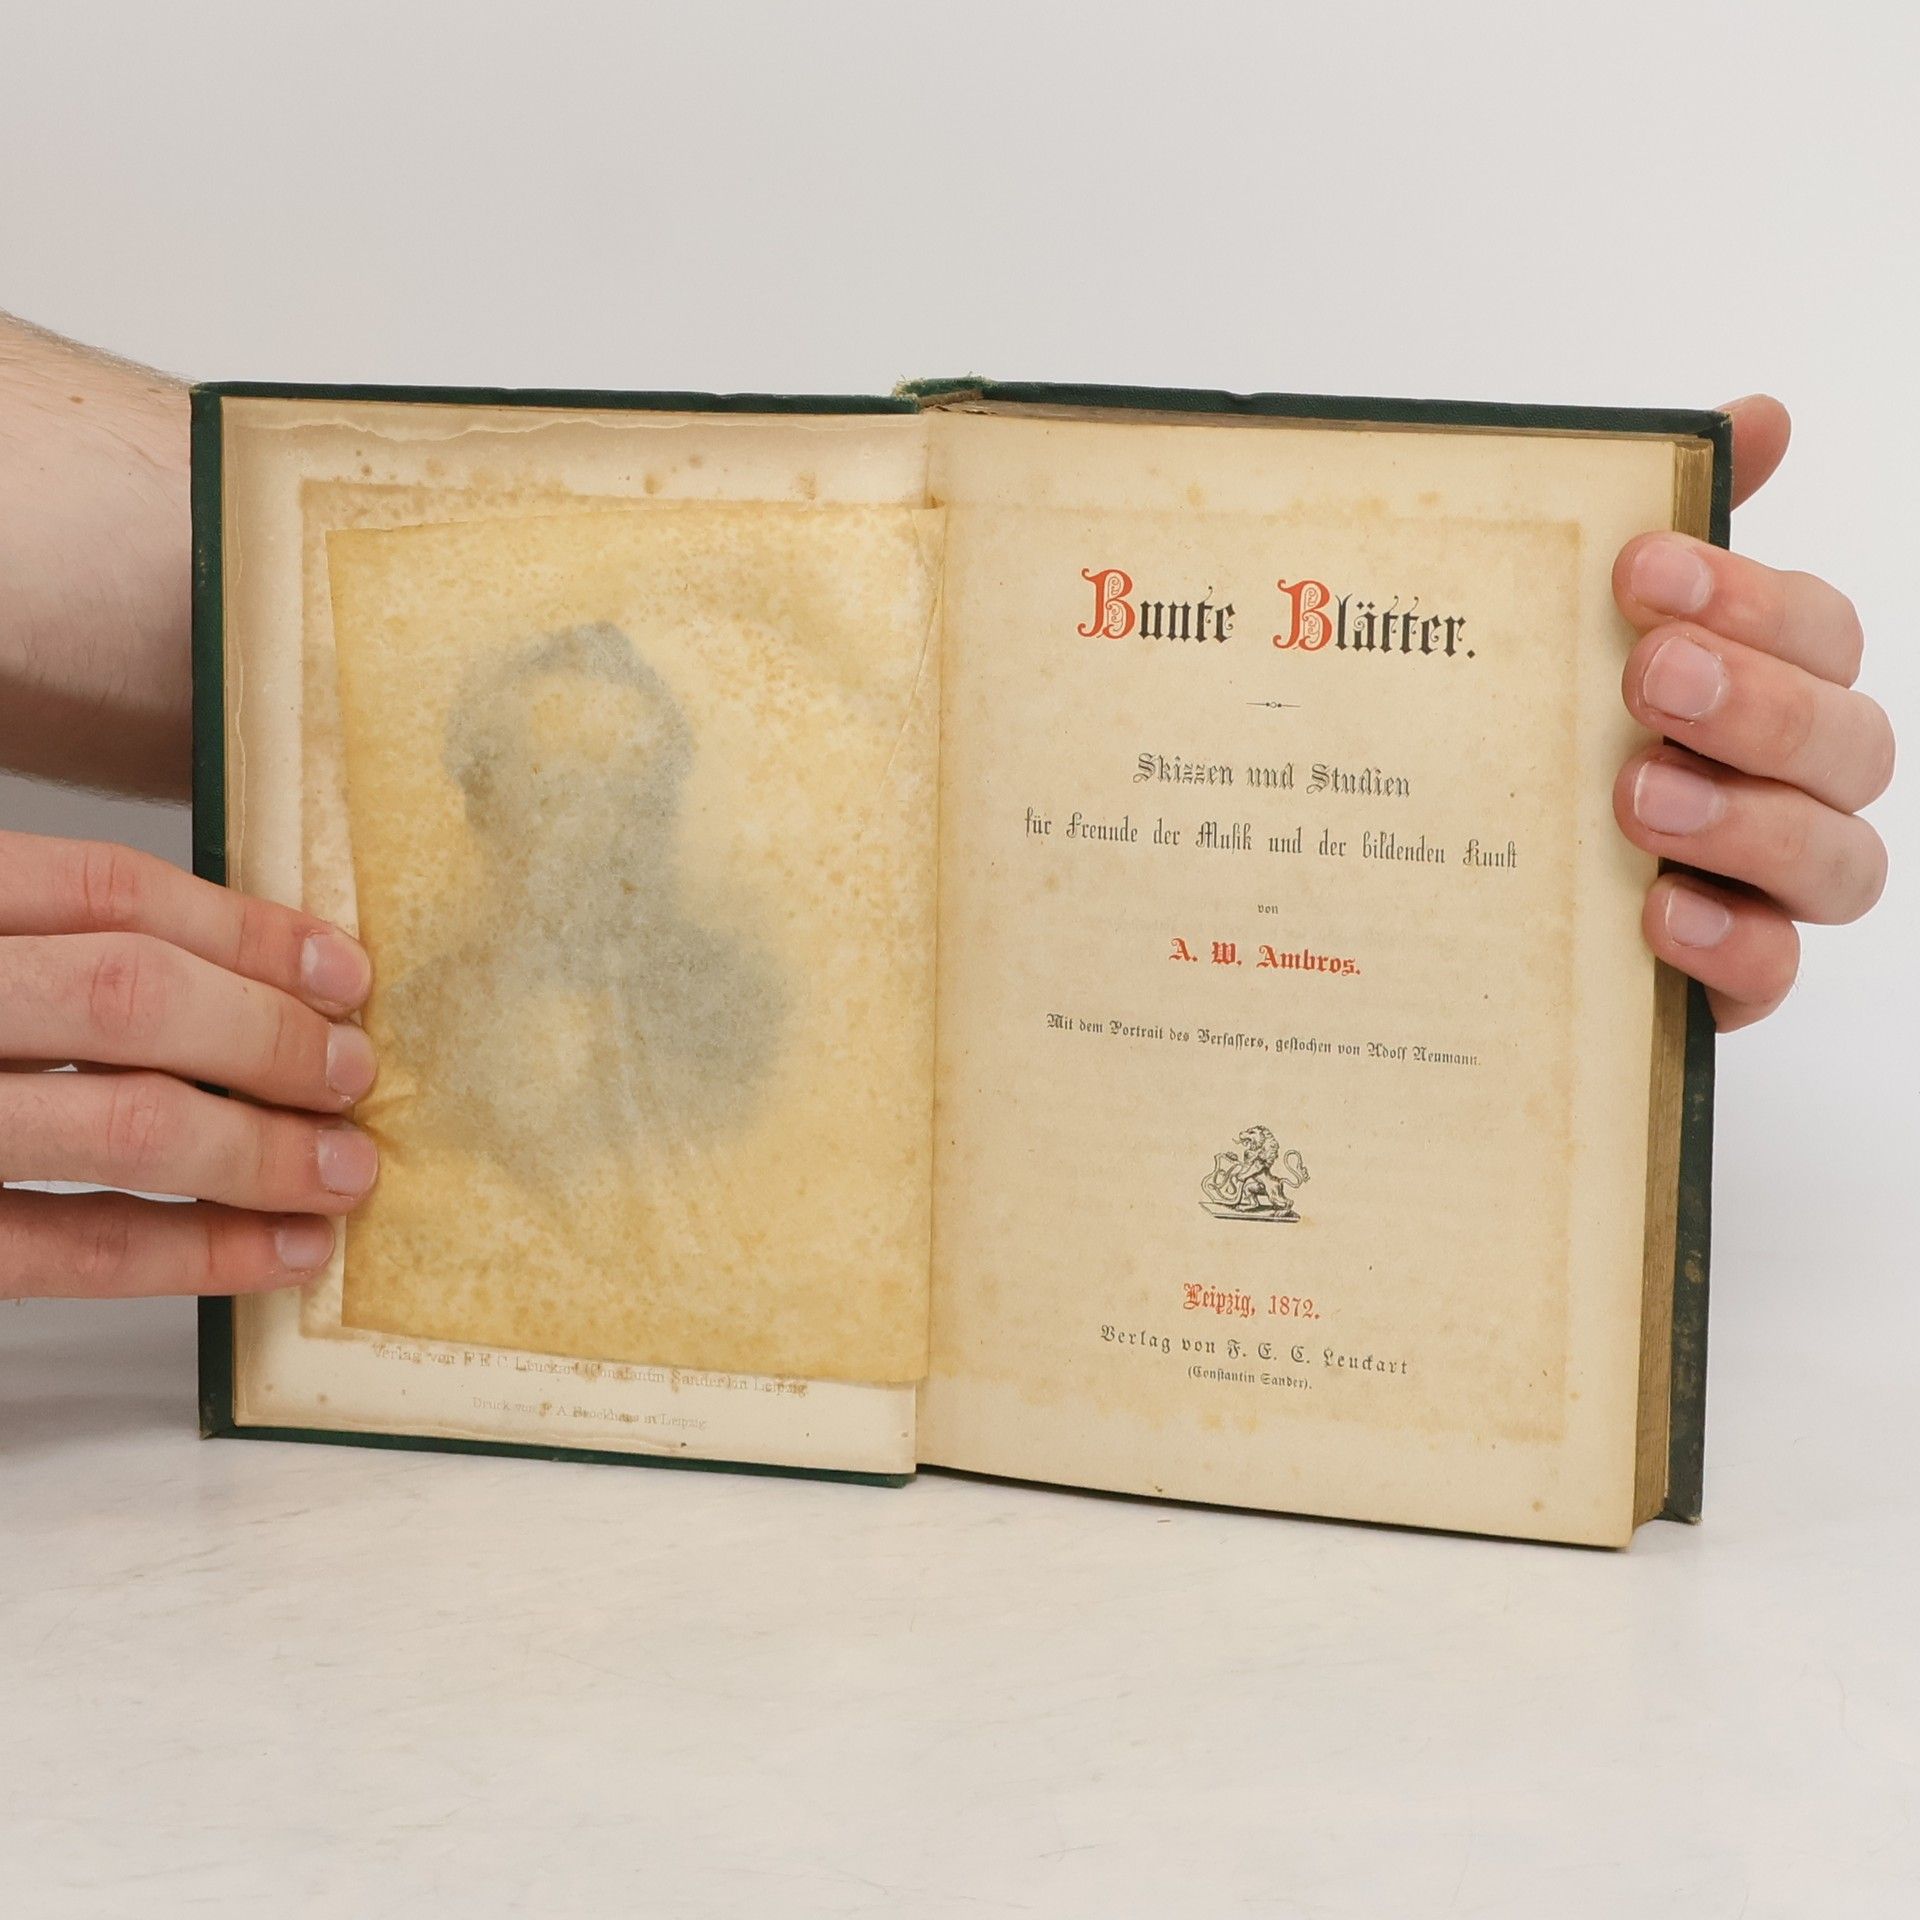 Verlag von F. E. C. Leuckart (Constantin Sander) in Leipzig
Druck von F. A. Brockhaus in Leipzig
Bunte Blätter.
Skizzen und Studien
für Freunde der Musik und der bildenden Kunst
von
A. W. Ambros.
Mit dem Portrait des Verfassers, gestochen von Adolf Neumann.
Leipzig, 1872.
Verlag von F. E. C. Leuckart
(Constantin Sander).